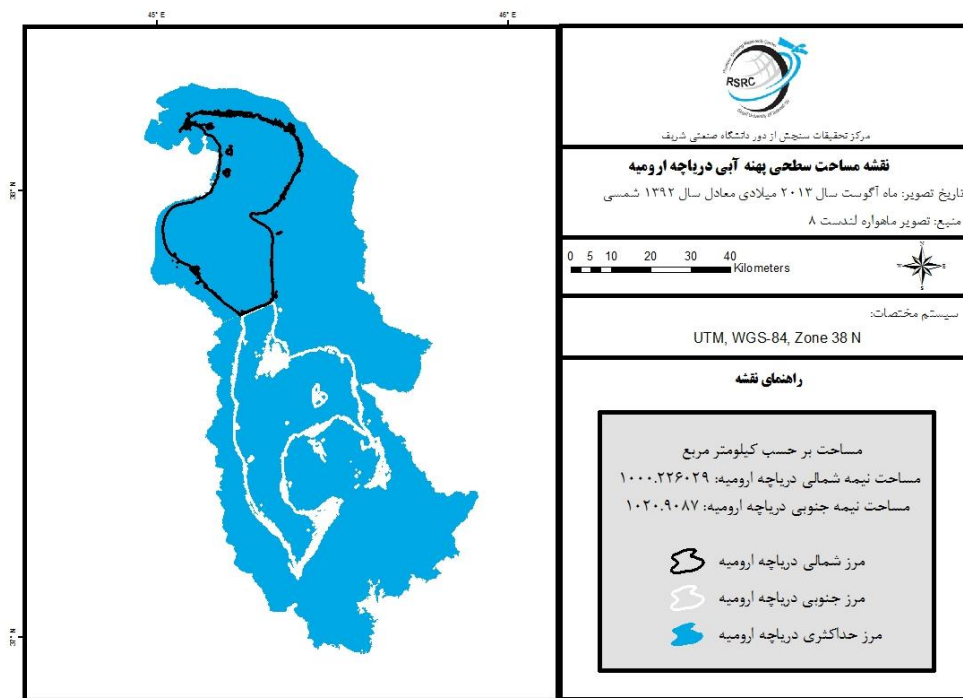 45° E
46° E
38° N
37° N
RSRC
مرکز تحقیقات سنجش از دور دانشگاه صنعتی شریف
نقشه مساحت سطحی پهنه آبی دریاچه ارومیه
تاریخ تصویر: ماه آگوست سال ۲۰۱۳ میلادی معادل سال ۱۳۹۲ شمسی
منبع: تصویر ماهواره لندست ۸
0 5 10 20 30 40
Kilometers
سیستم مختصات:
UTM, WGS-84, Zone 38 N
راهنمای نقشه
مساحت بر حسب کیلومتر مربع
مساحت نیمه شمالی دریاچه ارومیه: ۱۰۰۰.۲۲۶۰۲۹
مساحت نیمه جنوبی دریاچه ارومیه: ۱۰۲۰.۹۰۸۷
مرز شمالی دریاچه ارومیه
مرز جنوبی دریاچه ارومیه
مرز حداکثری دریاچه ارومیه